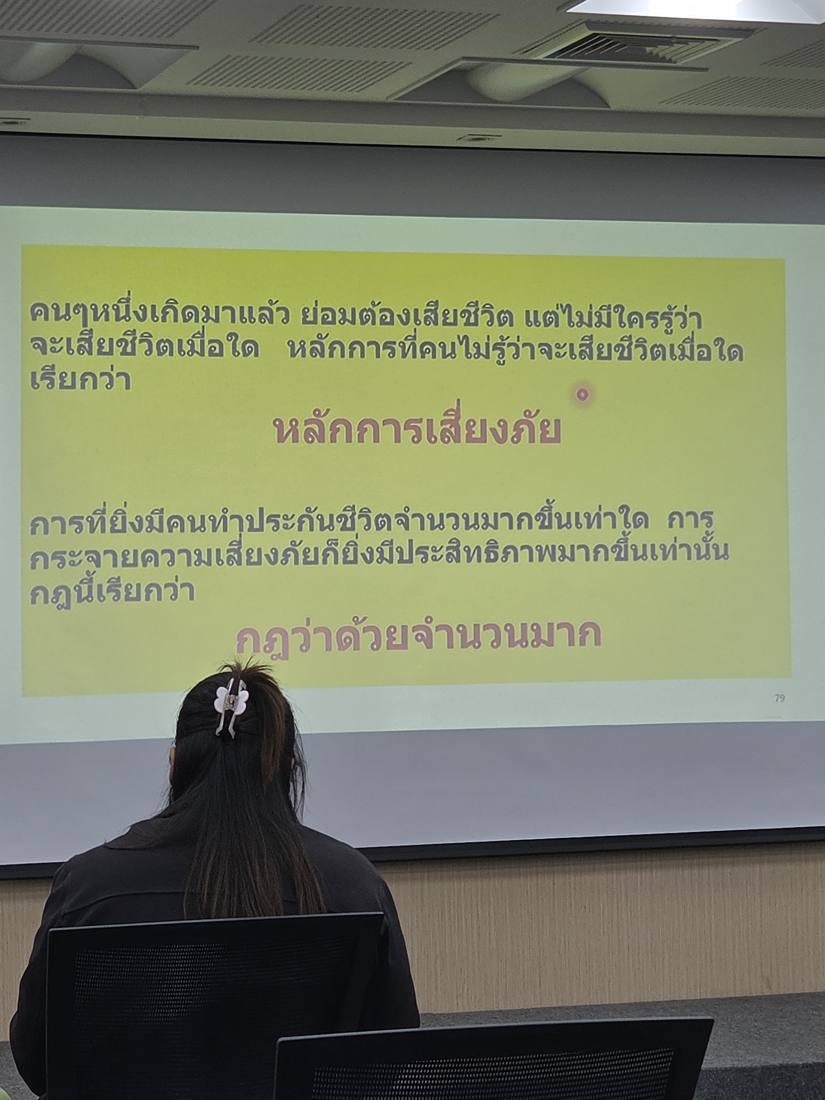 คนๆหนึ่งเกิดมาแล้ว ย่อมต้องเสียชีวิต แต่ไม่มีใครรู้ว่า
จะเสียชีวิตเมื่อใด หลักการที่คนไม่รู้ว่าจะเสียชีวิตเมื่อใด
เรียกว่า
หลักการเสี่ยงภัย
การที่ยิ่งมีคนทำประกันชีวิตจำนวนมากขึ้นเท่าใด การ
กระจายความเสี่ยงภัยก็ยิ่งมีประสิทธิภาพมากขึ้นเท่านั้น
กฎนี้เรียกว่า
กฎว่าด้วยจำนวนมาก
79